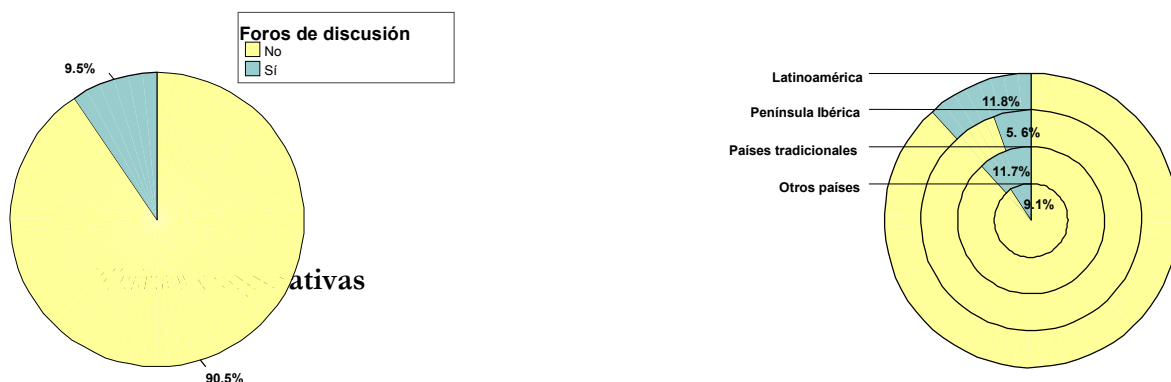 Foros de discusión
No
Sí
9.5%
90.5%
ativas
Latinoamérica
Península Ibérica
Países tradicionales
Otros países
11.8%
5. 6%
11.7%
9.1%